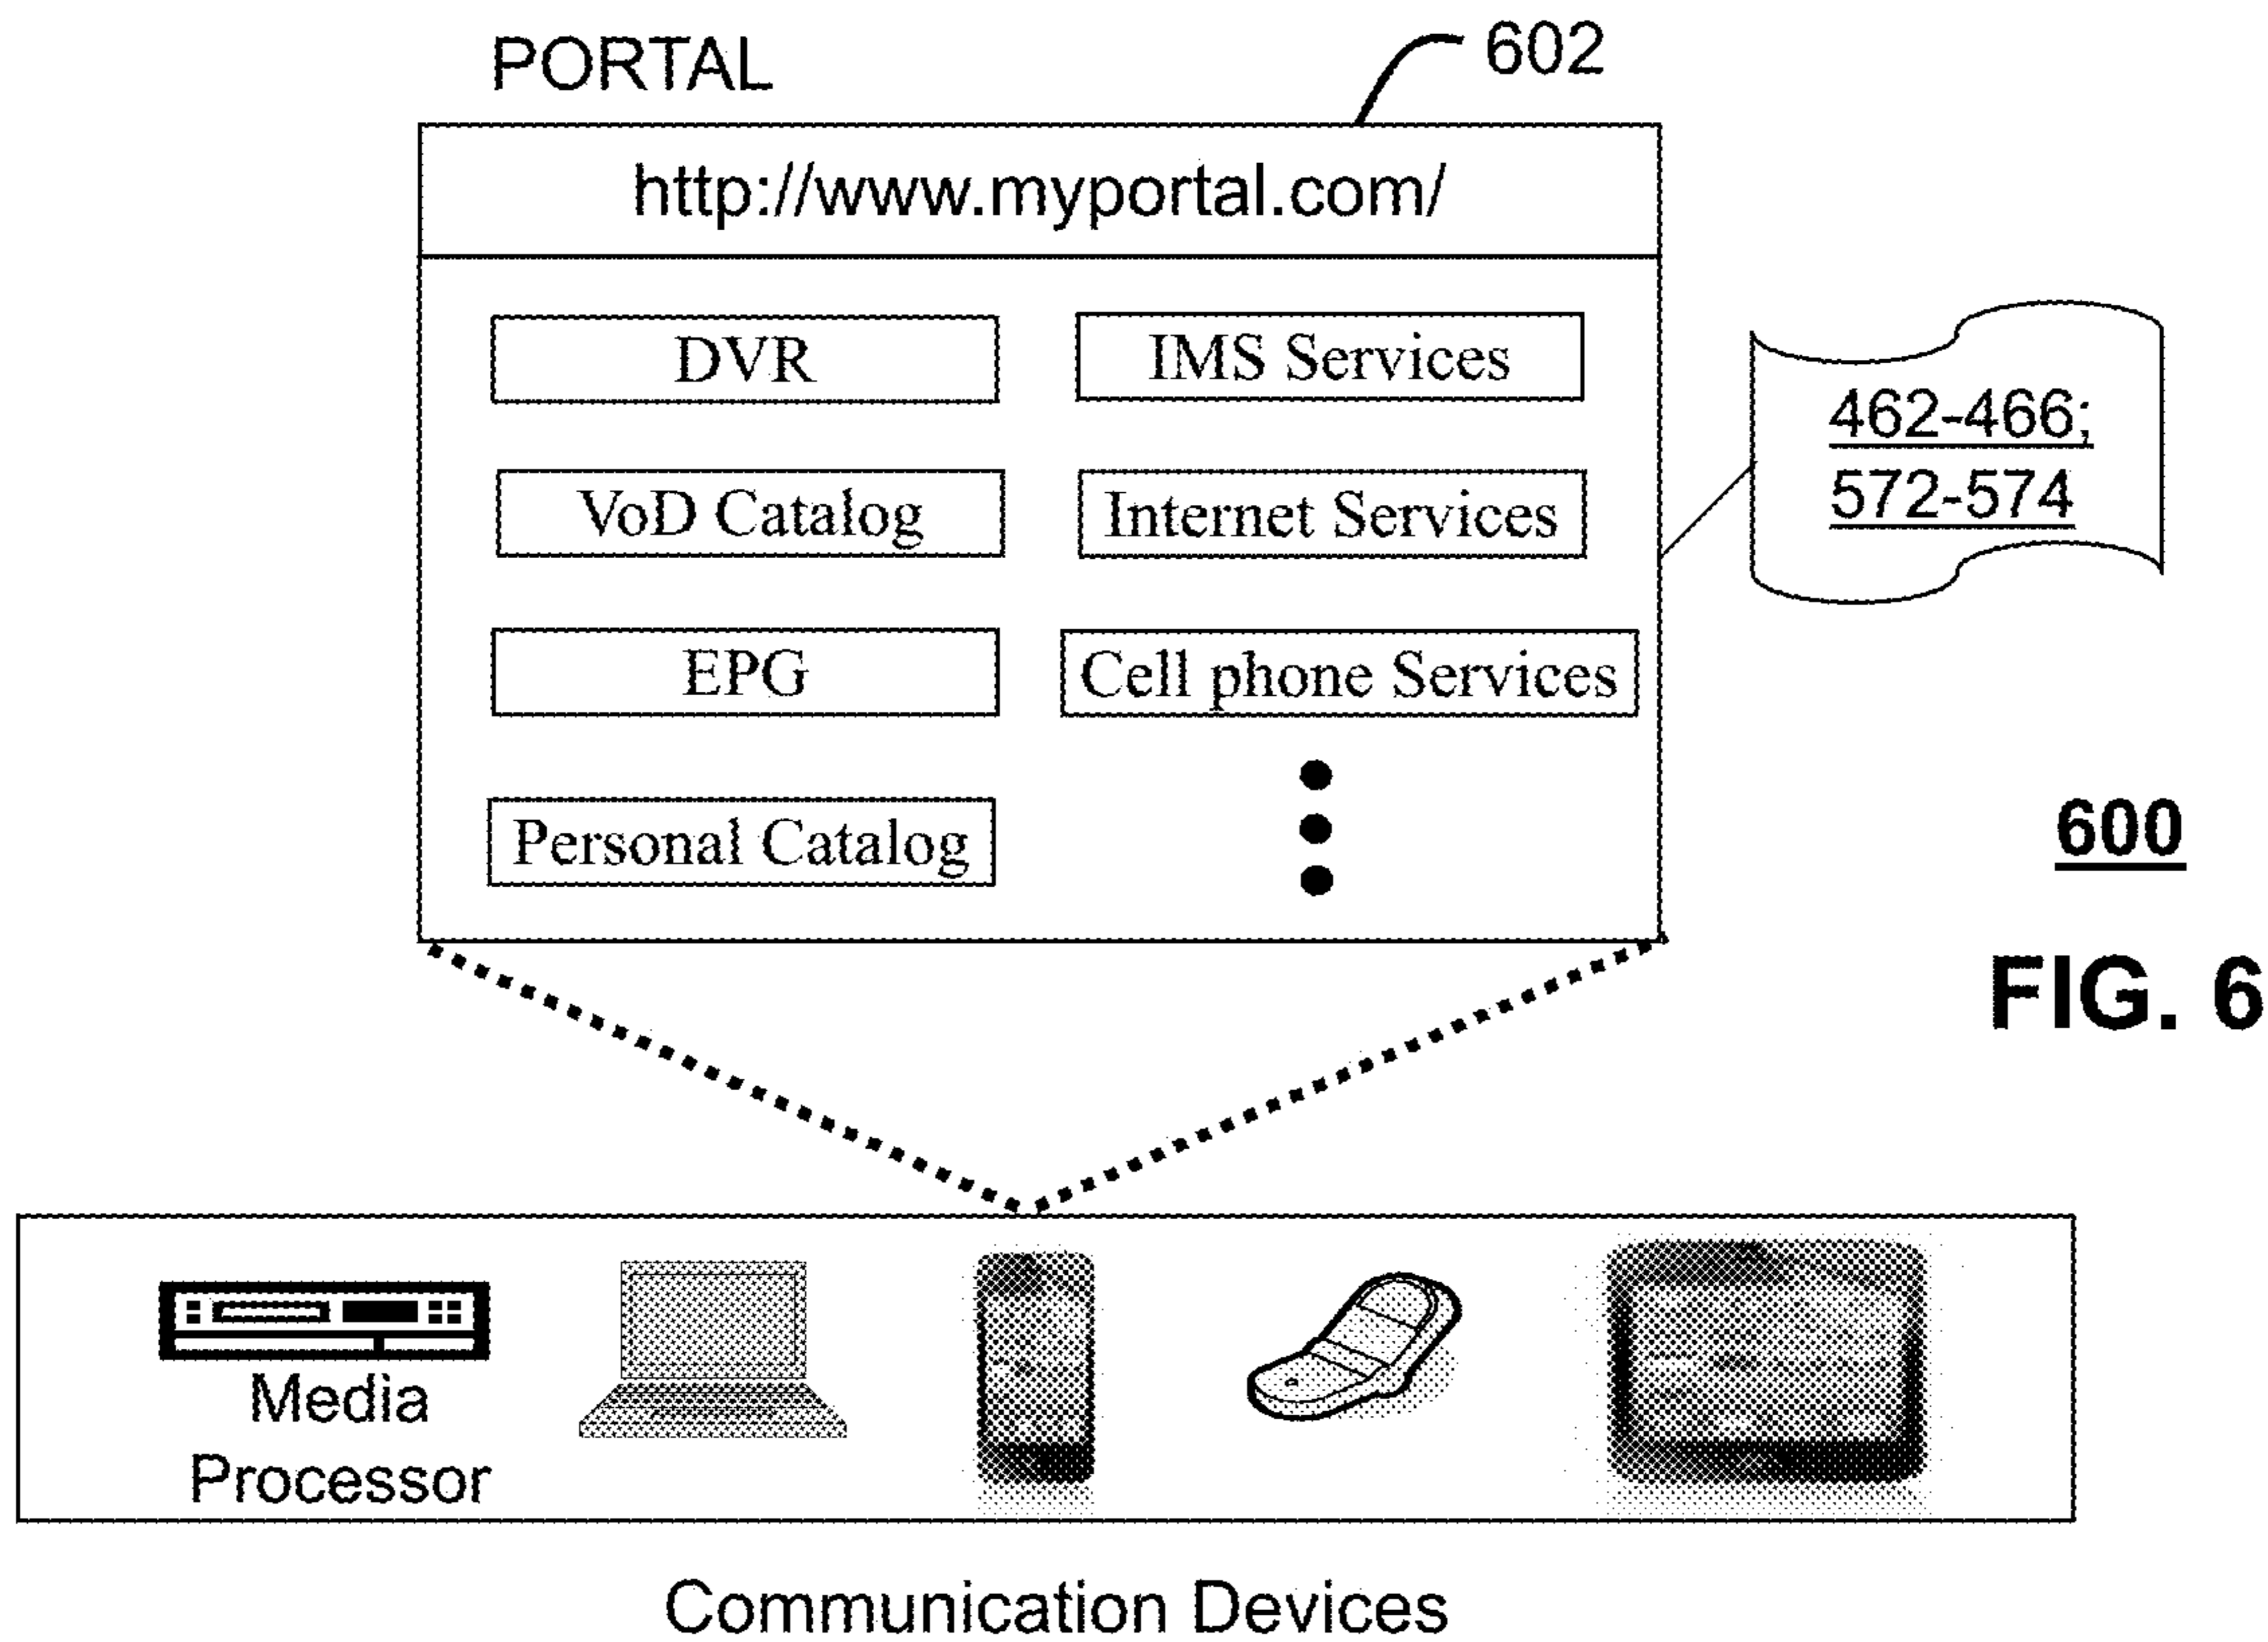 PORTAL
602
http://www.myportal.com/
DVR
IMS Services
VoD Catalog
Internet Services
EPG
Cell phone Services
Personal Catalog
462-466;
572-574
600
FIG. 6
Media
Processor
Communication Devices